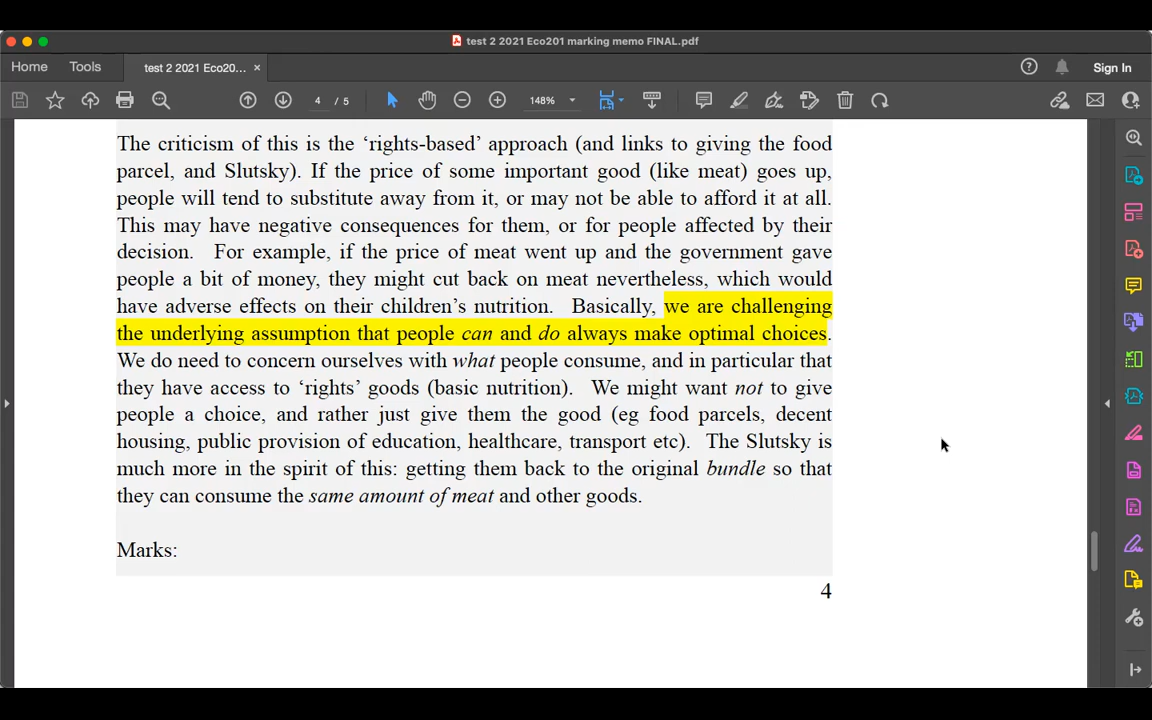 test 2 2021 Eco201 marking memo FINAL.pdf
Home Tools test 2 2021 Eco20... × Sign In
4 / 5 148%
The criticism of this is the ‘rights-based’ approach (and links to giving the food
parcel, and Slutsky). If the price of some important good (like meat) goes up,
people will tend to substitute away from it, or may not be able to afford it at all.
This may have negative consequences for them, or for people affected by their
decision. For example, if the price of meat went up and the government gave
people a bit of money, they might cut back on meat nevertheless, which would
have adverse effects on their children’s nutrition. Basically, we are challenging
the underlying assumption that people can and do always make optimal choices.
We do need to concern ourselves with what people consume, and in particular that
they have access to ‘rights’ goods (basic nutrition). We might want not to give
people a choice, and rather just give them the good (eg food parcels, decent
housing, public provision of education, healthcare, transport etc). The Slutsky is
much more in the spirit of this: getting them back to the original bundle so that
they can consume the same amount of meat and other goods.
Marks:
4